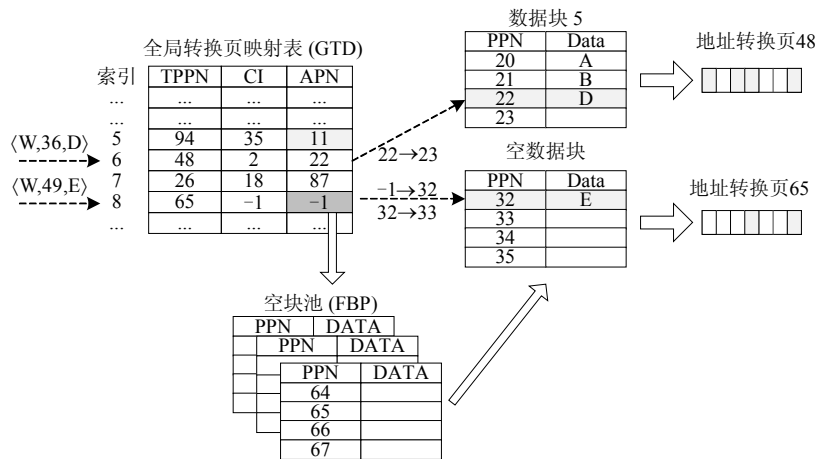 全局转换页映射表 (GTD)
索引 TPPN CI APN
... ... ... ...
... ... ... ...
5 94 35 11
6 48 2 22
7 26 18 87
8 65 −1 −1
... ... ... ...
⟨W,36,D⟩
⟨W,49,E⟩
22→23
−1→32
32→33
数据块 5
PPN Data
20 A
21 B
22 D
23
地址转换页48
空数据块
PPN Data
32 E
33
34
35
地址转换页65
空块池 (FBP)
PPN DATA
PPN DATA
PPN DATA
64
65
66
67